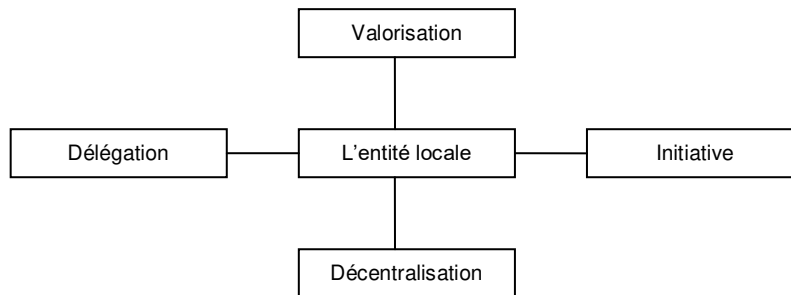 Valorisation
Délégation
L'entité locale
Initiative
Décentralisation